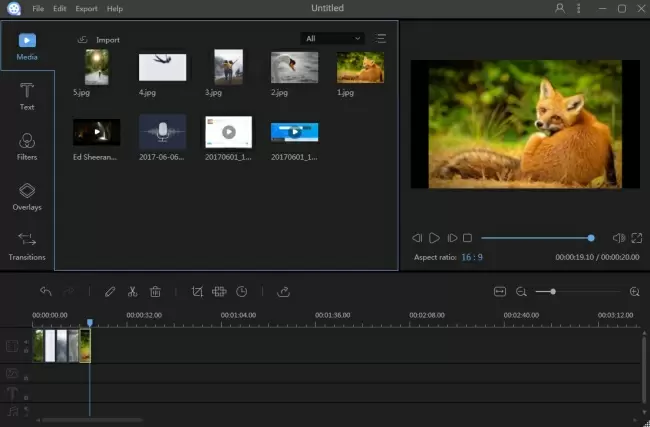 File Edit Export Help Untitled
Media
Import
All
5.jpg 4.jpg 3.jpg 2.jpg 1.jpg
Text
Filters
Ed Sheeran... 2017-06-06... 20170601_1... 20170601_1...
Overlays
Transitions
Aspect ratio: 16 : 9 00:00:19.10 / 00:00:20.00
00:00:00.00 00:00:32.00 00:01:04.00 00:01:36.00 00:02:08.00 00:02:40.00 00:03:12.00